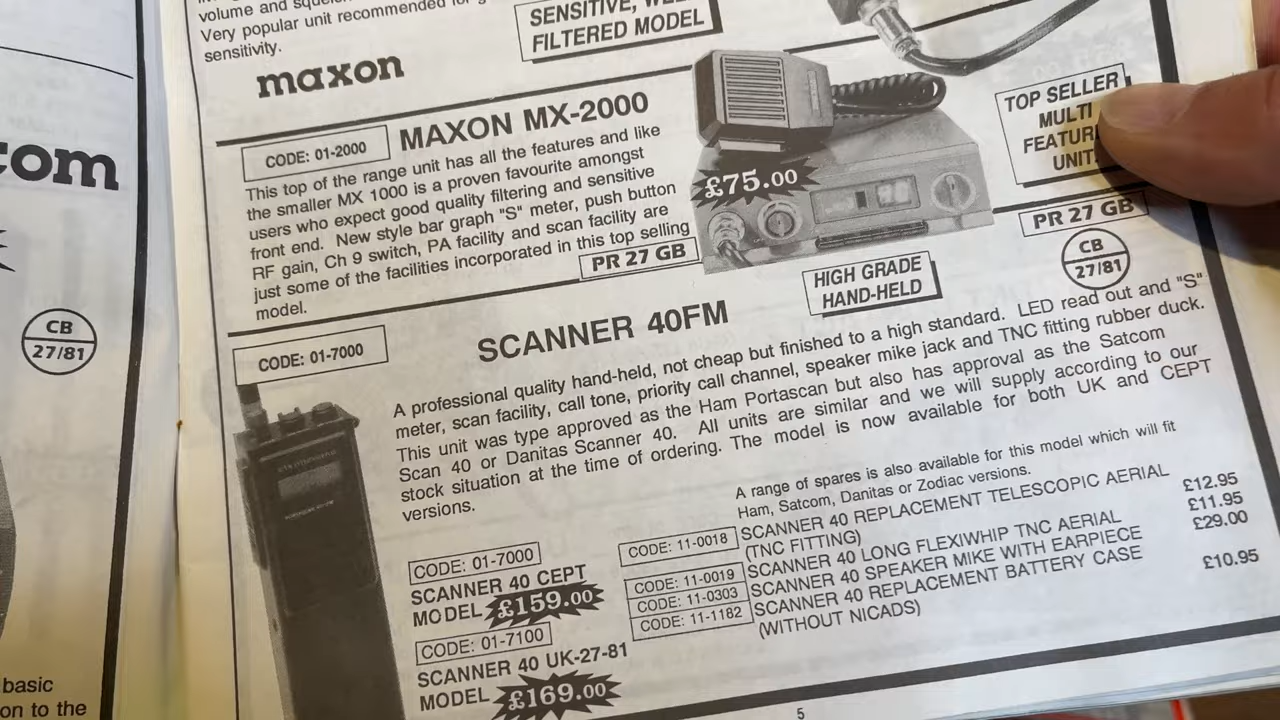 volume and
Very popular unit recommended for
sensitivity.
SENSITIVE,
FILTERED MODEL
maxon
com
CODE: 01-2000
MAXON MX-2000
This top of the range unit has all the features and like
the smaller MX 1000 is a proven favourite amongst
users who expect good quality filtering and sensitive
front end. New style bar graph "S" meter, push button
RF gain, Ch 9 switch, PA facility and scan facility are
just some of the facilities incorporated in this top selling
model.
PR 27 GB
£75.00
TOP SELLER
MULTI
UNIT.
PR 27 GB
CB
27/81
HIGH GRADE
HAND-HELD
CB
27/81
CODE: 01-7000
SCANNER 40FM
A professional quality hand-held, not cheap but finished to a high standard. LED read out and "S"
meter, scan facility, call tone, priority call channel, speaker mike jack and TNC fitting rubber duck.
This unit was type approved as the Ham Portascan but also has approval as the Satcom
Scan 40 or Danitas Scanner 40. All units are similar and we will supply according to our
stock situation at the time of ordering. The model is now available for both UK and CEPT
versions.
A range of spares is also available for this model which will fit
Ham, Satcom, Danitas or Zodiac versions.
CODE: 11-0018 SCANNER 40 REPLACEMENT TELESCOPIC AERIAL £12.95
(TNC FITTING)
CODE: 11-0019 SCANNER 40 LONG FLEXIWHIP TNC AERIAL £11.95
CODE: 11-0303 SCANNER 40 SPEAKER MIKE WITH EARPIECE £29.00
CODE: 11-1182 SCANNER 40 REPLACEMENT BATTERY CASE £10.95
(WITHOUT NICADS)
CODE: 01-7000
SCANNER 40 CEPT
MODEL £159.00
CODE: 01-7100
SCANNER 40 UK-27-81
MODEL £169.00
basic
on to the
5